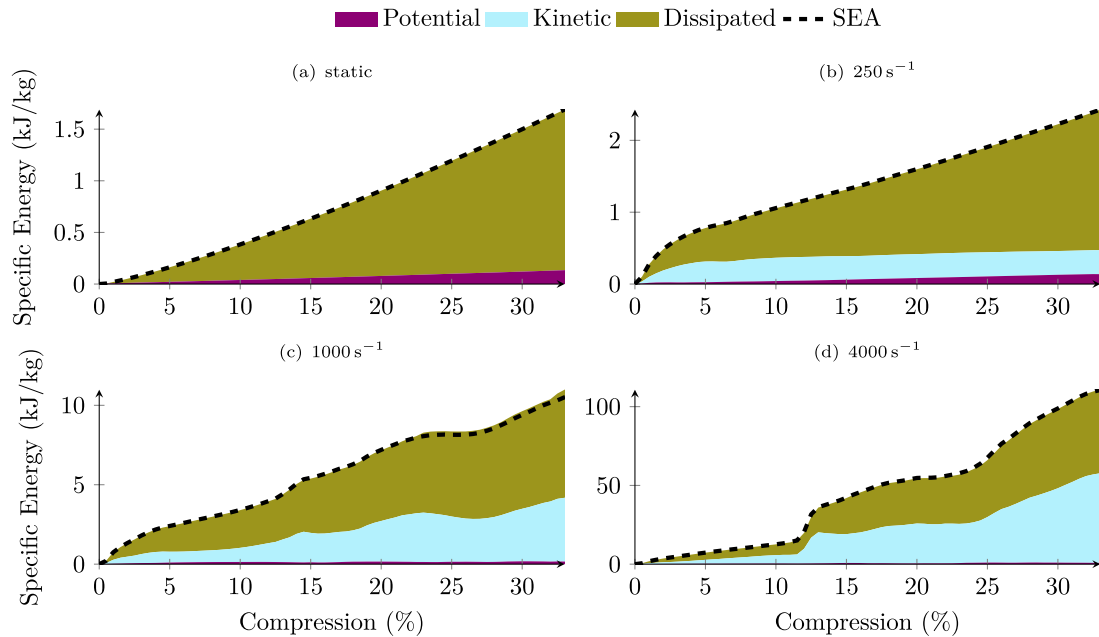 Potential Kinetic Dissipated SEA
(a) static
(b) 250 s⁻¹
Specific Energy (kJ/kg)
1.5
1
0.5
0
0 5 10 15 20 25 30
2
1
0
0 5 10 15 20 25 30
(c) 1000 s⁻¹
(d) 4000 s⁻¹
Specific Energy (kJ/kg)
10
5
0
0 5 10 15 20 25 30
Compression (%)
100
50
0
0 5 10 15 20 25 30
Compression (%)